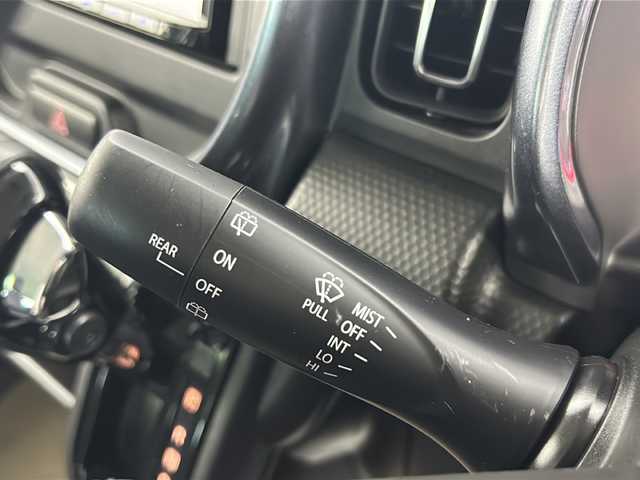 REAR
ON
OFF
PULL
MIST
OFF
INT
LO
HI